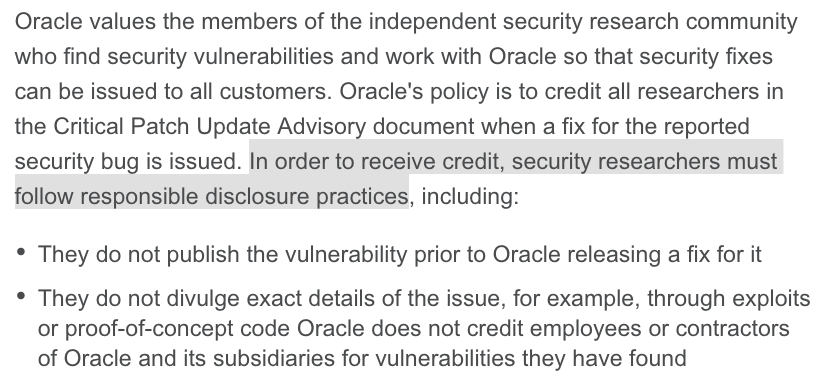 Oracle values the members of the independent security research community
who find security vulnerabilities and work with Oracle so that security fixes
can be issued to all customers. Oracle's policy is to credit all researchers in
the Critical Patch Update Advisory document when a fix for the reported
security bug is issued. In order to receive credit, security researchers must
follow responsible disclosure practices, including:
• They do not publish the vulnerability prior to Oracle releasing a fix for it
• They do not divulge exact details of the issue, for example, through exploits
or proof-of-concept code Oracle does not credit employees or contractors
of Oracle and its subsidiaries for vulnerabilities they have found